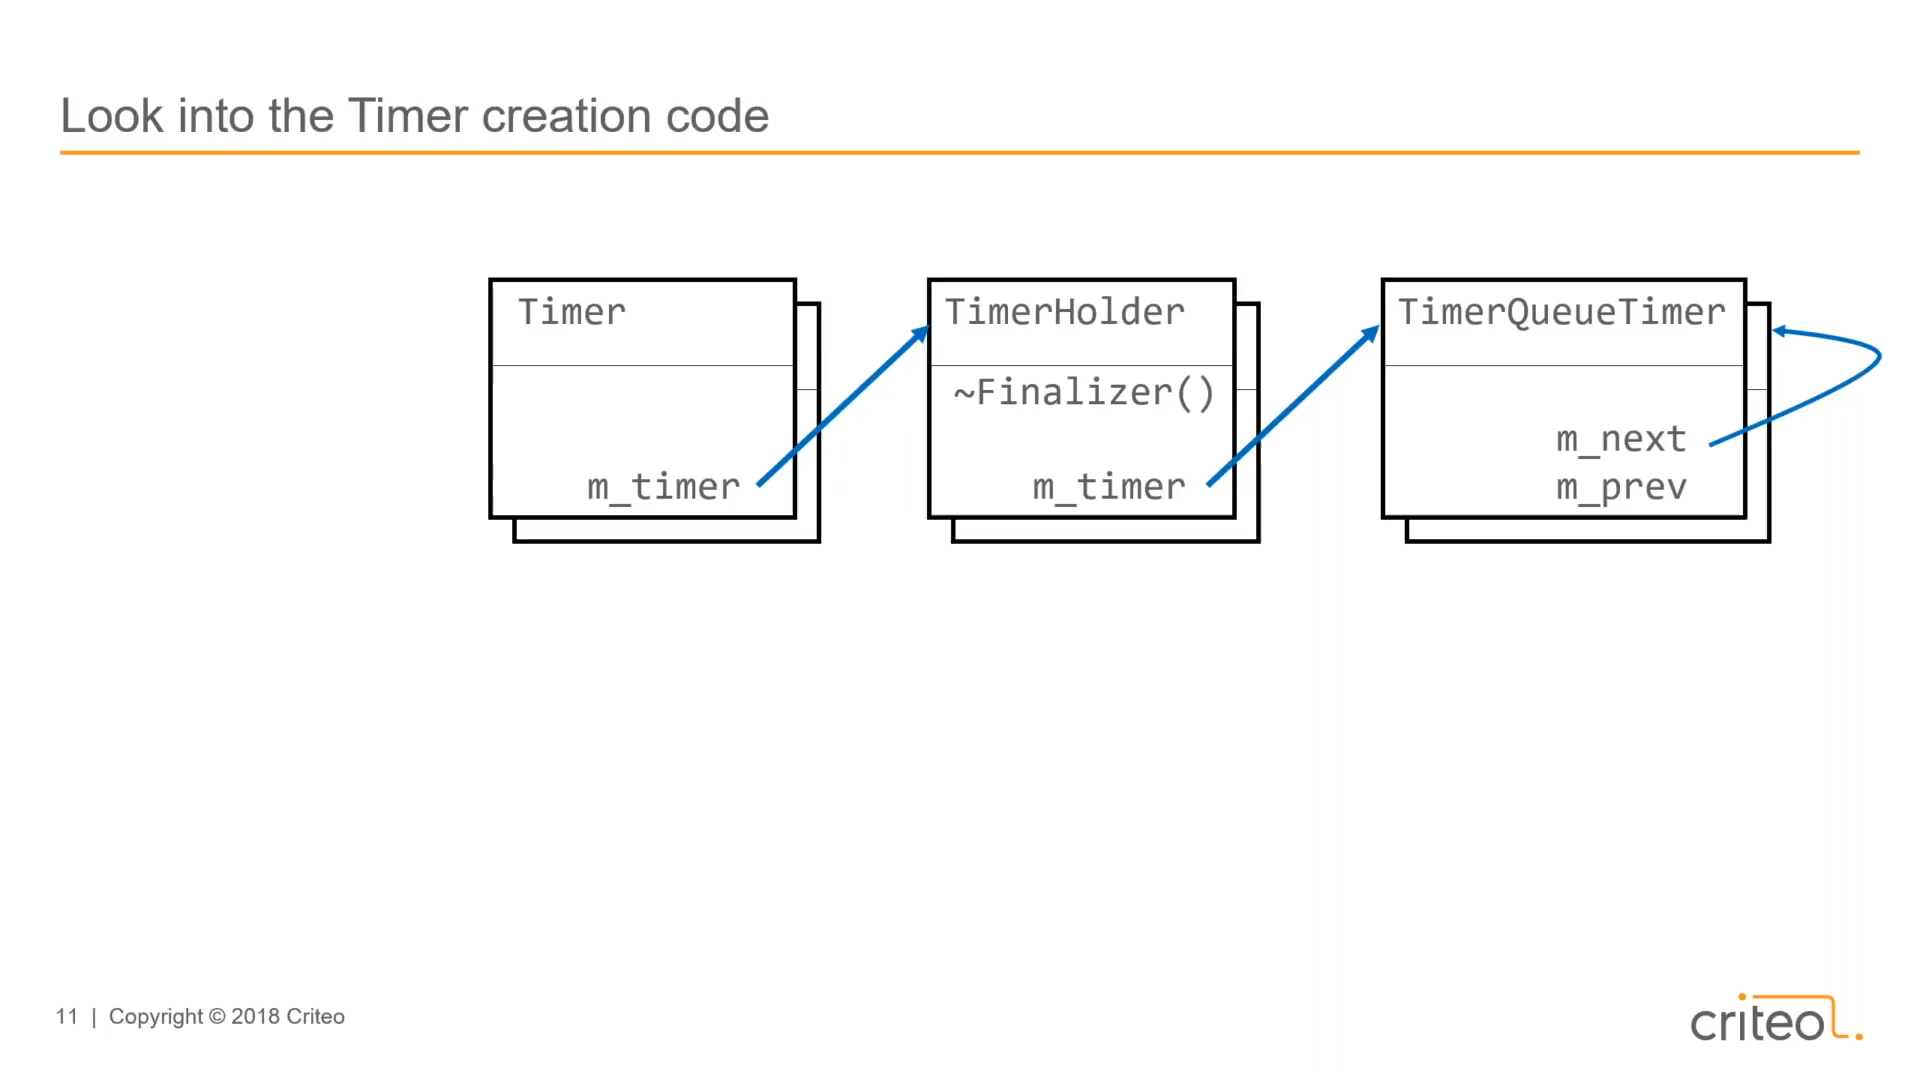 Look into the Timer creation code
Timer
m_timer
TimerHolder
~Finalizer()
m_timer
TimerQueueTimer
m_next
m_prev
11 | Copyright © 2018 Criteo
criteo